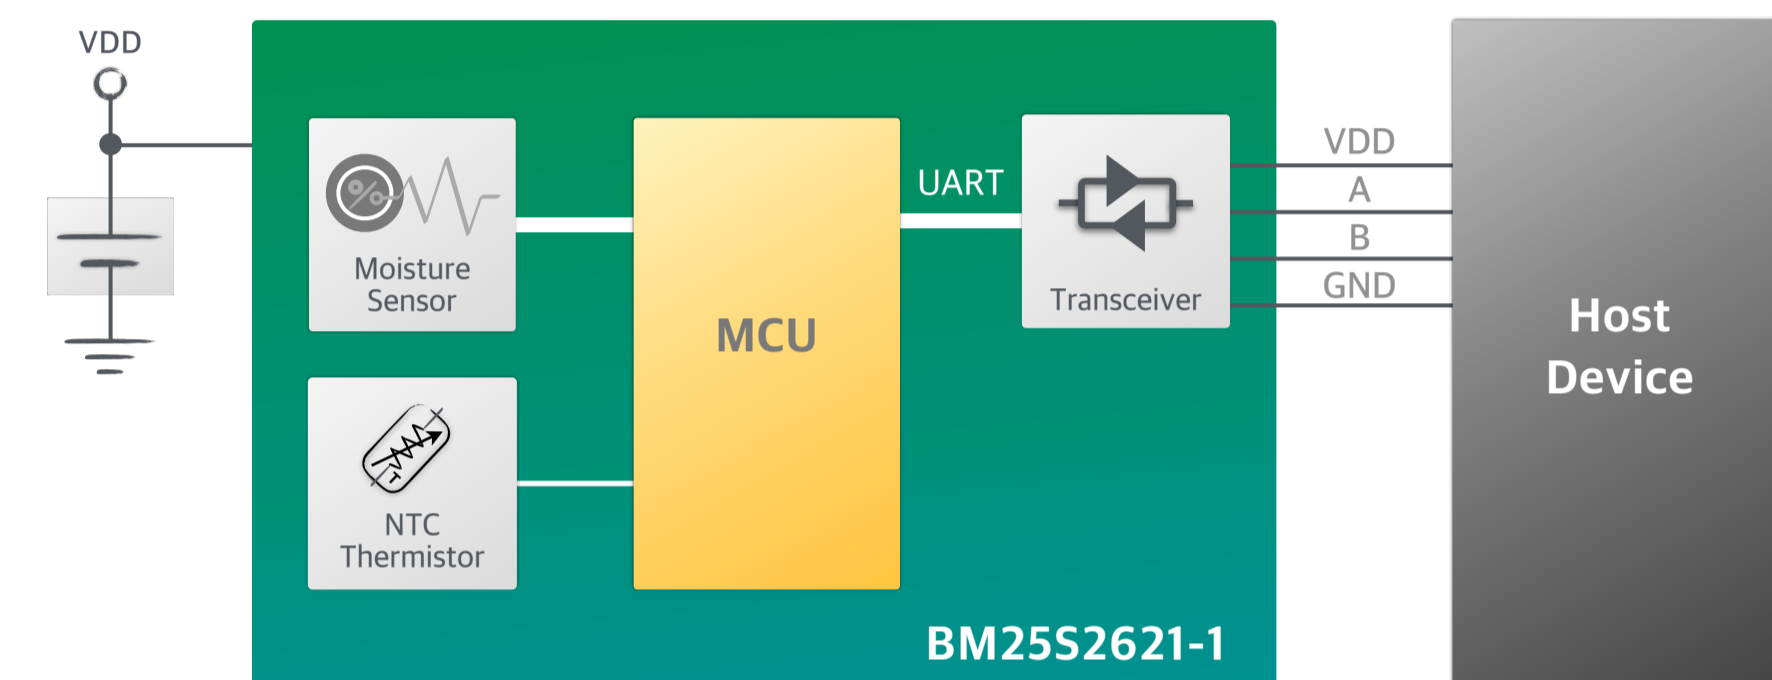 VDD
Moisture
Sensor
NTC
Thermistor
T
MCU
UART
Transceiver
BM25S2621-1
VDD
A
B
GND
Host
Device
%